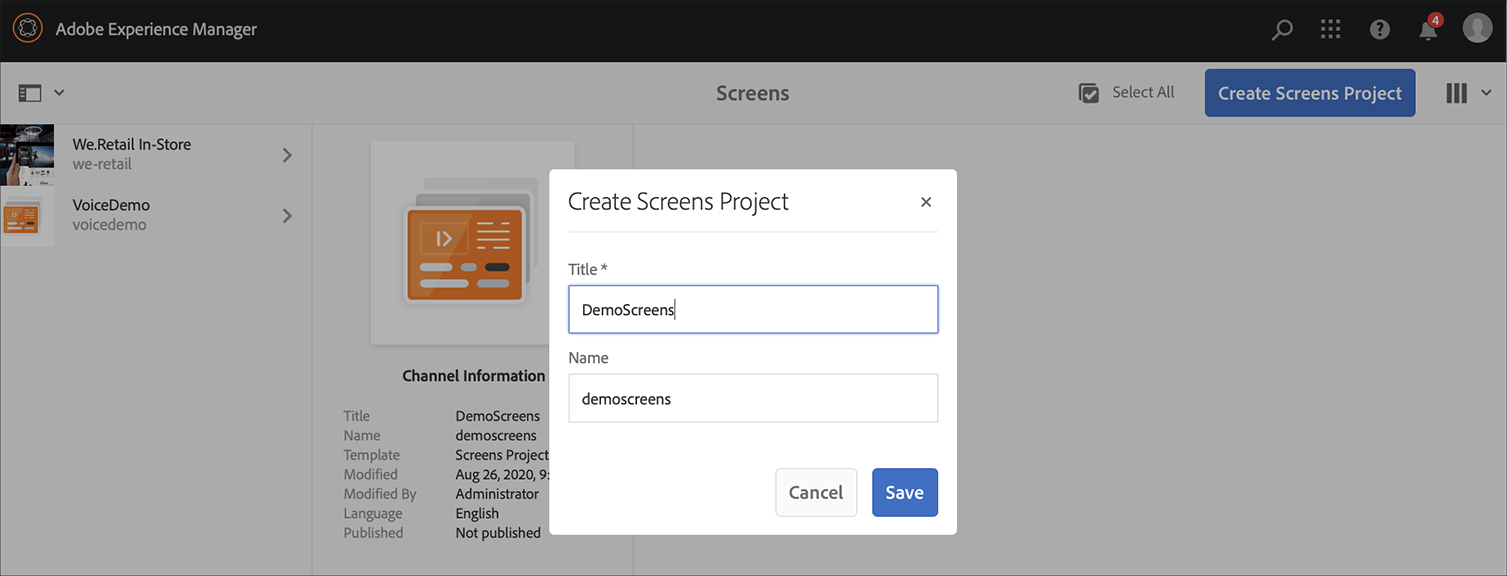 Adobe Experience Manager
4
Screens
Select All
Create Screens Project
We.Retail In-Store
we-retail
VoiceDemo
voicedemo
Channel Information
Title DemoScreens
Name demoscreens
Template Screens Project
Modified Aug 26, 2020, 9:
Modified By Administrator
Language English
Published Not published
Create Screens Project
Title *
DemoScreens
Name
demoscreens
Cancel
Save